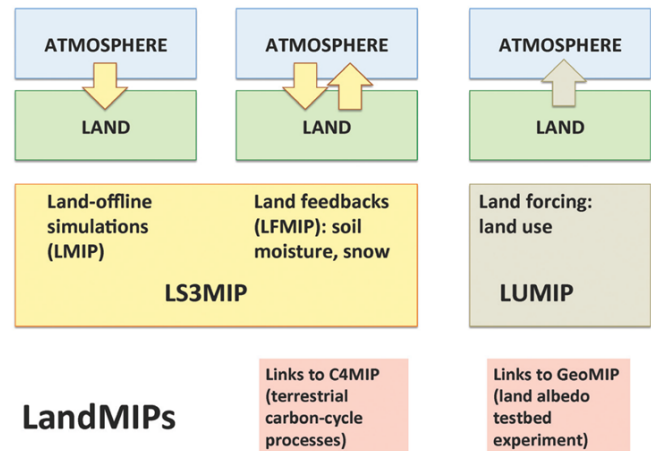 ATMOSPHERE
ATMOSPHERE
ATMOSPHERE
LAND
LAND
LAND
Land-offline
simulations
(LMIP)
Land feedbacks
(LFMIP): soil
moisture, snow
LS3MIP
Land forcing:
land use
LUMIP
LandMIPs
Links to C4MIP
(terrestrial
carbon-cycle
processes)
Links to GeoMIP
(land albedo
testbed
experiment)